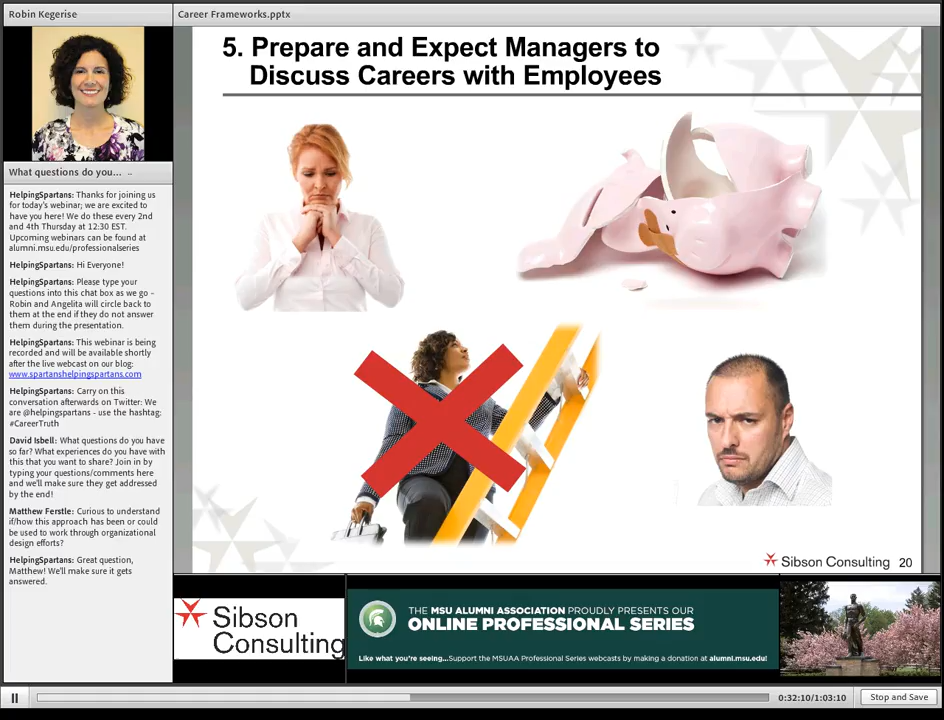 Robin Kegerise
Career Frameworks.pptx
5. Prepare and Expect Managers to
Discuss Careers with Employees
What questions do you... ..
HelpingSpartans: Thanks for joining us
for today's webinar; we are excited to
have you here! We do these every 2nd
and 4th Thursday at 12:30 EST.
Upcoming webinars can be found at
alumni.msu.edu/professionalseries
HelpingSpartans: Hi Everyone!
HelpingSpartans: Please type your
questions into this chat box as we go -
Robin and Angelita will circle back to
them at the end if they do not answer
them during the presentation.
HelpingSpartans: This webinar is being
recorded and will be available shortly
after the live webcast on our blog:
www.spartanshelpingspartans.com
HelpingSpartans: Carry on this
conversation afterwards on Twitter: We
are @helpingspartans - use the hashtag:
#CareerTruth
David Isbell: What questions do you have
so far? What experiences do you have with
this that you want to share? Join in by
typing your questions/comments here
and we'll make sure they get addressed
by the end!
Matthew Ferstle: Curious to understand
if/how this approach has been or could
be used to work through organizational
design efforts?
HelpingSpartans: Great question,
Matthew! We'll make sure it gets
answered.
Sibson Consulting 20
Sibson
Consulting
THE MSU ALUMNI ASSOCIATION PROUDLY PRESENTS OUR
ONLINE PROFESSIONAL SERIES
Like what you're seeing...Support the MSUAA Professional Series webcasts by making a donation at alumni.msu.edu!
0:32:10/1:03:10
Stop and Save